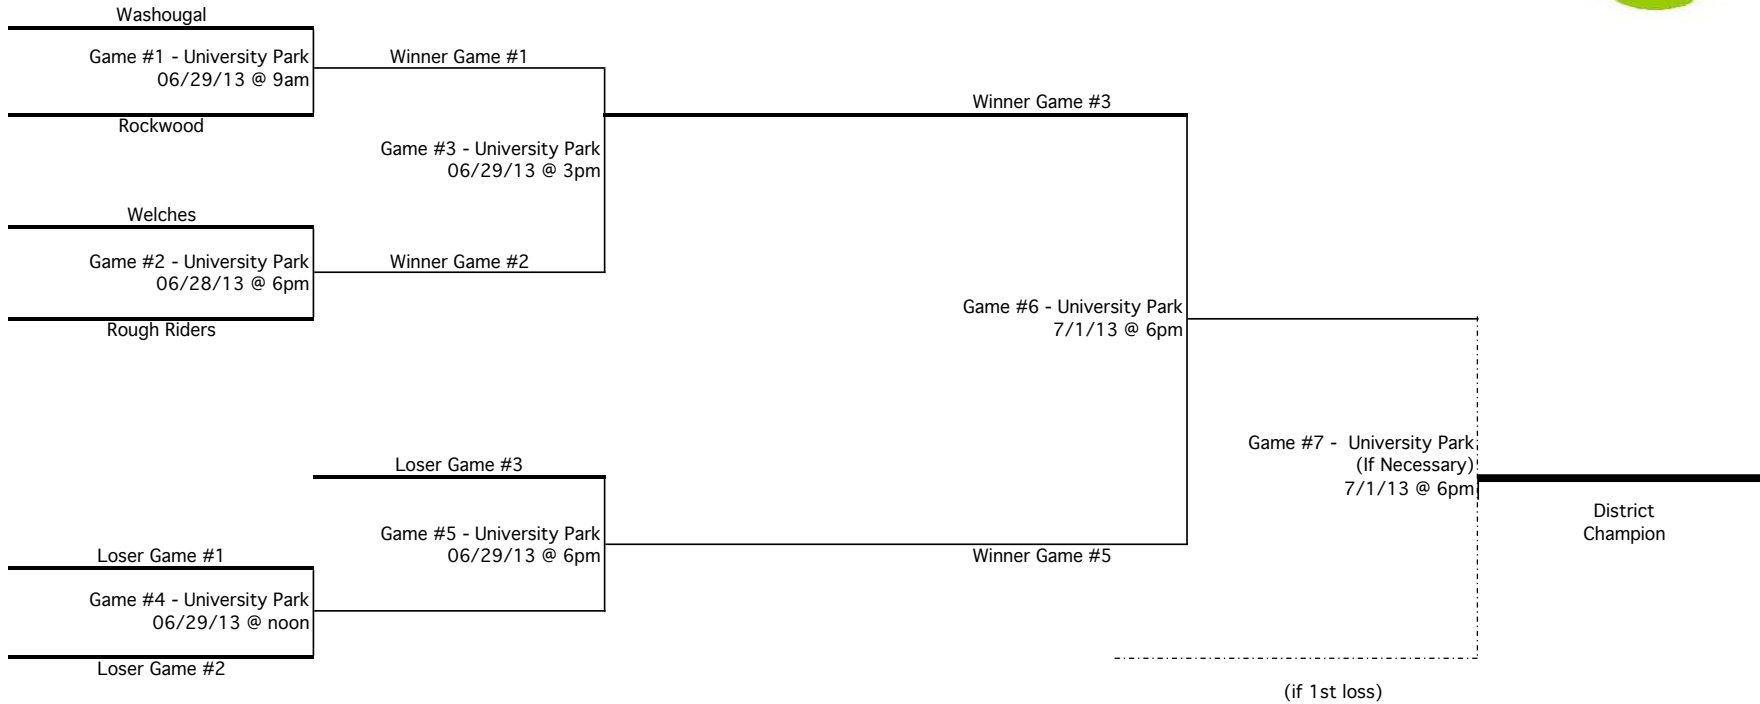 Washougal
Game #1 - University Park
06/29/13 @ 9am
Rockwood
Winner Game #1
Game #3 - University Park
06/29/13 @ 3pm
Welches
Game #2 - University Park
06/28/13 @ 6pm
Rough Riders
Winner Game #2
Winner Game #3
Game #6 - University Park
7/1/13 @ 6pm
Loser Game #3
Game #5 - University Park
06/29/13 @ 6pm
Loser Game #1
Game #4 - University Park
06/29/13 @ noon
Loser Game #2
Winner Game #5
Game #7 -  University Park
(If Necessary)
7/1/13 @ 6pm
District
Champion
(if 1st loss)